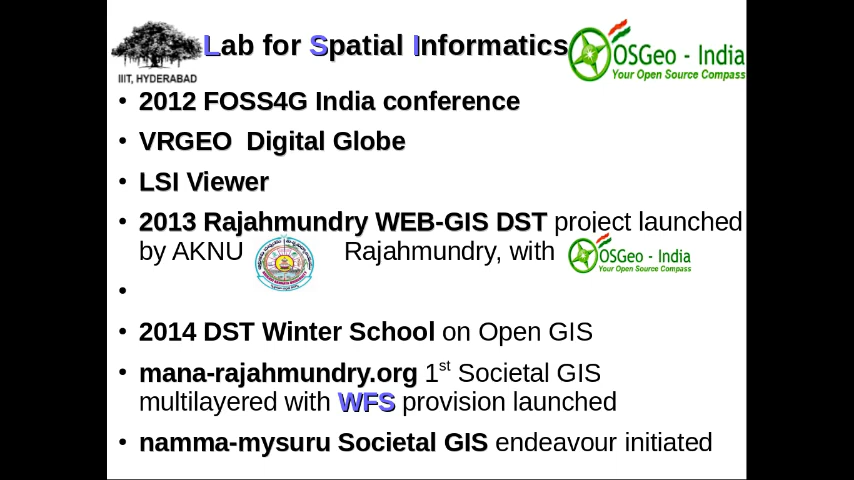 Lab for Spatial Informatics
IIIT, HYDERABAD
OSGeo - India
Your Open Source Compass
• 2012 FOSS4G India conference
• VRGEO Digital Globe
• LSI Viewer
• 2013 Rajahmundry WEB-GIS DST project launched
by AKNU Rajahmundry, with
OSGeo - India
Your Open Source Compass
•
• 2014 DST Winter School on Open GIS
• mana-rajahmundry.org 1st Societal GIS
multilayered with WFS provision launched
• namma-mysuru Societal GIS endeavour initiated